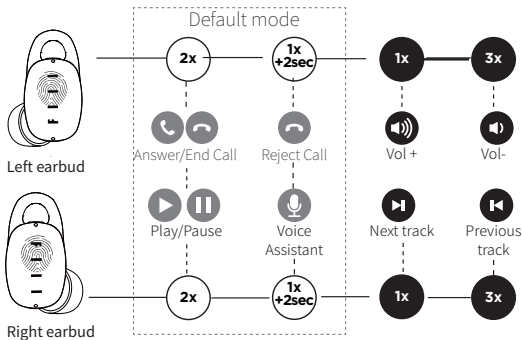 Default mode
2x
1x
+2sec
1x
3x
Answer/End Call
Reject Call
Vol +
Vol-
Left earbud
Play/Pause
Voice
Assistant
Next track
Previous
track
2x
1x
+2sec
1x
3x
Right earbud